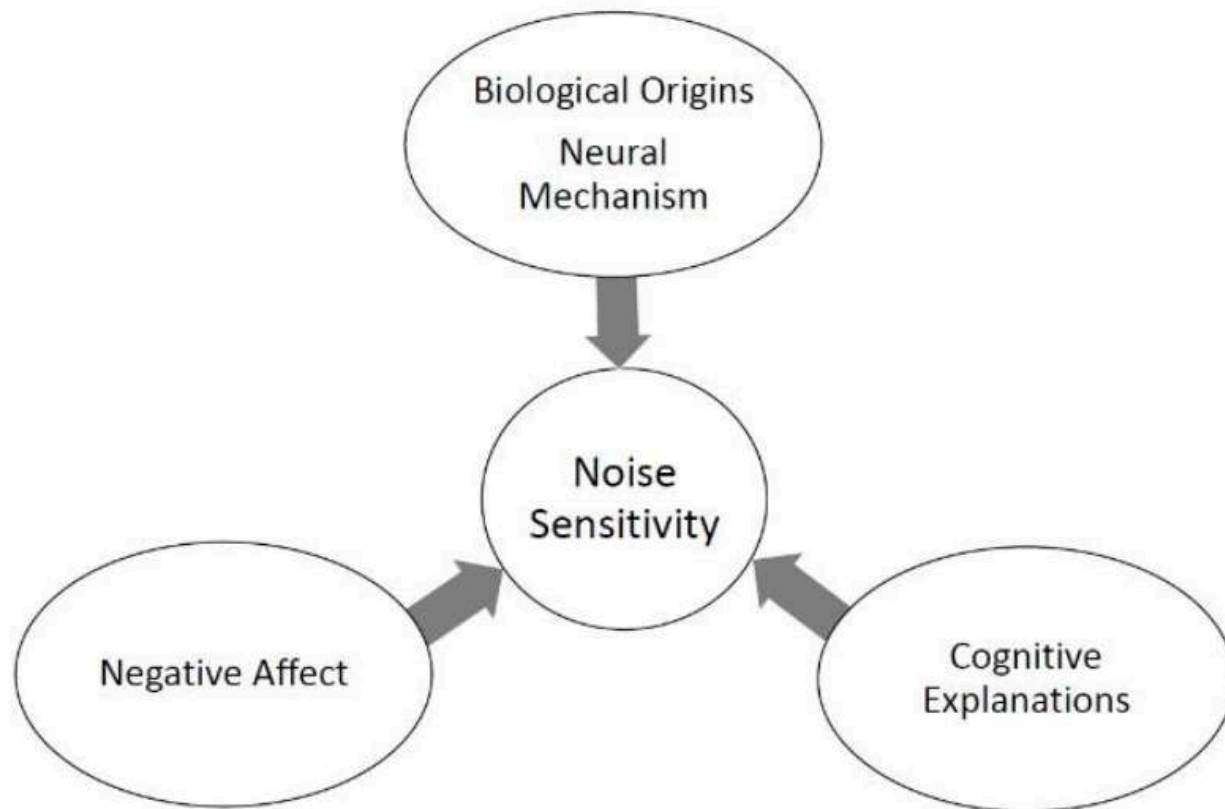 Biological Origins
Neural
Mechanism
Noise
Sensitivity
Negative Affect
Cognitive
Explanations